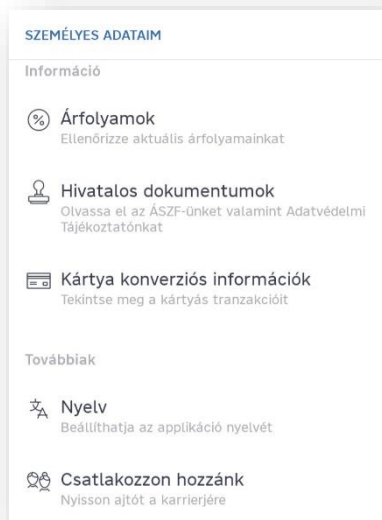 SZEMÉLYES ADATAIM
Információ
Árfolyamok
Ellenőrizze aktuális árfolyamainkat
Hivatalos dokumentumok
Olvassa el az ÁSZF-ünket valamint Adatvédelmi
Tájékoztatónkat
Kártya konverziós információk
Tekintse meg a kártyás tranzakcióit
Továbbiak
Nyelv
Beállíthatja az applikáció nyelvét
Csatlakozzon hozzánk
Nyisson ajtót a karrierjére